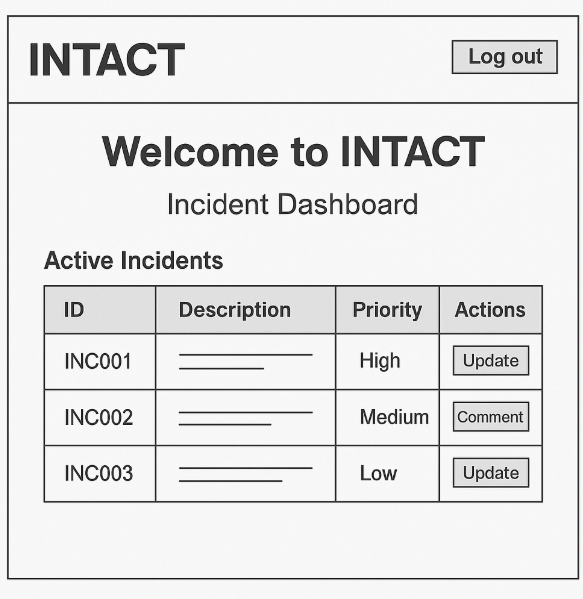 INTACT
Log out
Welcome to INTACT
Incident Dashboard
Active Incidents
ID Description Priority Actions
INC001 High Update
INC002 Medium Comment
INC003 Low Update